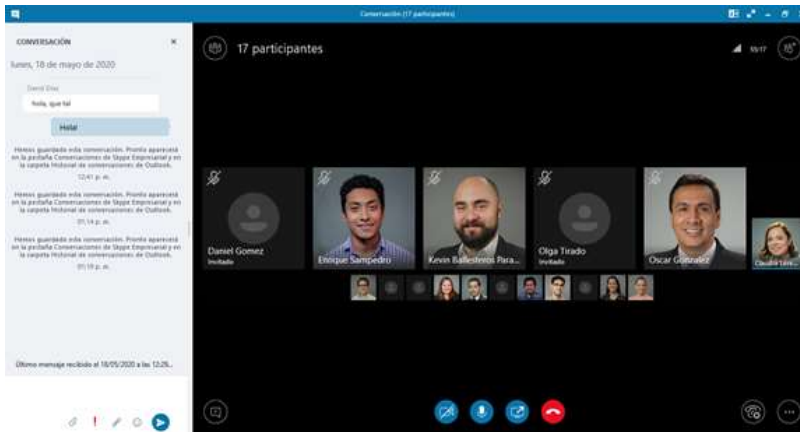 Conversación (17 participantes)
CONVERSACIÓN
lunes, 18 de mayo de 2020
David Díaz
hola, que tal
Hola!
Hemos guardado esta conversación. Pronto aparecerá
en la pestaña Conversaciones de Skype Empresarial y en
la carpeta Historial de conversaciones de Outlook.
12:41 p. m.
Hemos guardado esta conversación. Pronto aparecerá
en la pestaña Conversaciones de Skype Empresarial y en
la carpeta Historial de conversaciones de Outlook.
01:14 p. m.
Hemos guardado esta conversación. Pronto aparecerá
en la pestaña Conversaciones de Skype Empresarial y en
la carpeta Historial de conversaciones de Outlook.
Último mensaje recibido el 18/05/2020 a las 12:29...
17 participantes
Daniel Gomez
Invitado
Enrique Sampedro
Kevin Ballesteros Para...
Olga Tirado
Invitado
Oscar Gonzalez
Claudia